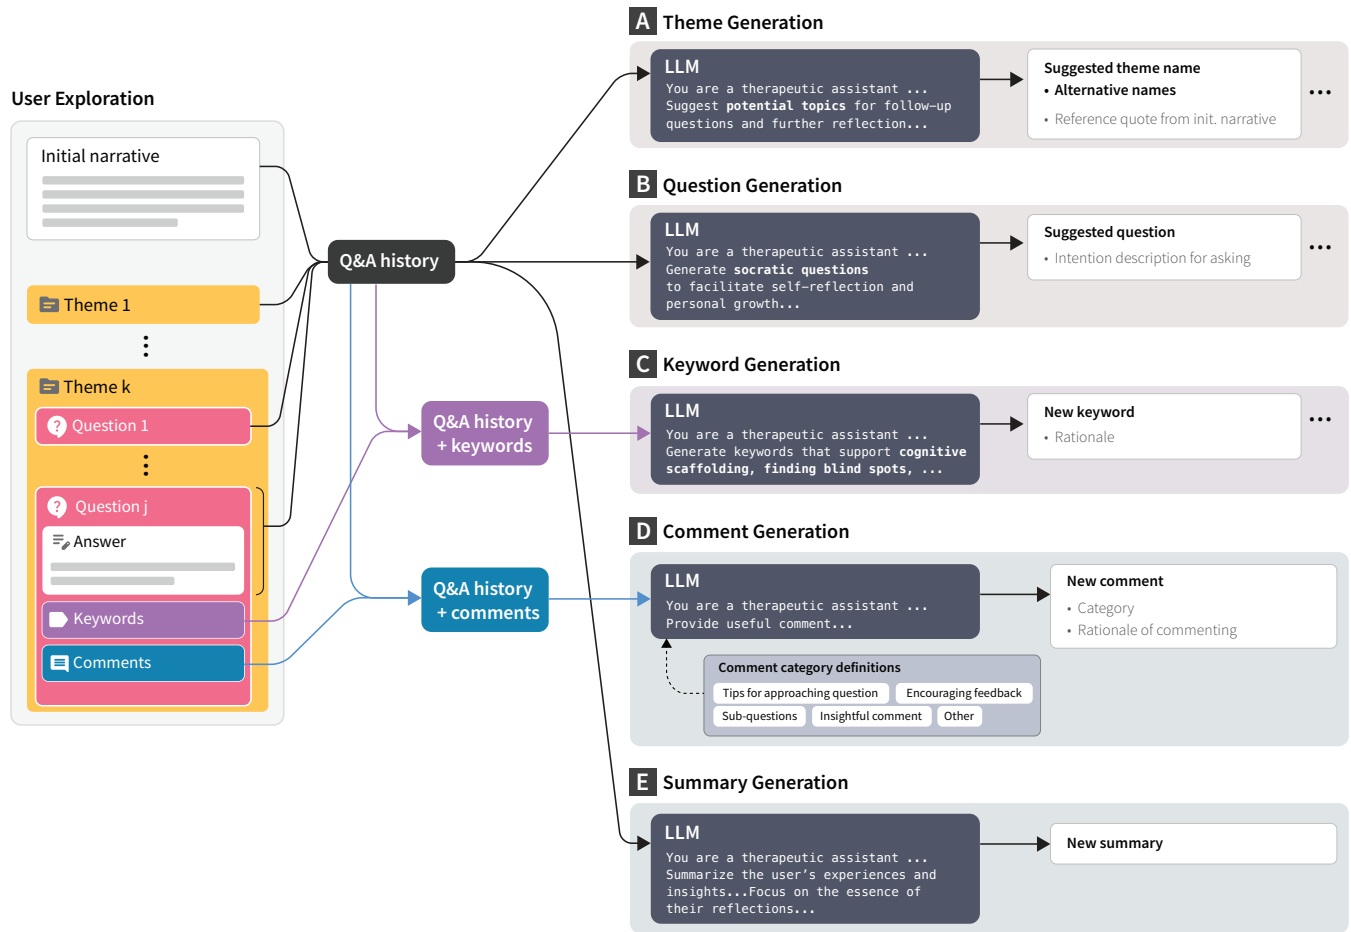 User Exploration
Initial narrative
Theme 1
Theme k
Question 1
Question j
Answer
Keywords
Comments
Q&A history
Q&A history
+ keywords
Q&A history
+ comments
A Theme Generation
LLM
You are a therapeutic assistant ...
Suggest potential topics for follow-up
questions and further reflection...
Suggested theme name
• Alternative names
• Reference quote from init. narrative
...
B Question Generation
LLM
You are a therapeutic assistant ...
Generate socratic questions
to facilitate self-reflection and
personal growth...
Suggested question
• Intention description for asking
...
C Keyword Generation
LLM
You are a therapeutic assistant ...
Generate keywords that support cognitive
scaffolding, finding blind spots, ...
New keyword
• Rationale
...
D Comment Generation
LLM
You are a therapeutic assistant ...
Provide useful comment...
New comment
• Category
• Rationale of commenting
Comment category definitions
Tips for approaching question Encouraging feedback
Sub-questions Insightful comment Other
E Summary Generation
LLM
You are a therapeutic assistant ...
Summarize the user's experiences and
insights...Focus on the essence of
their reflections...
New summary